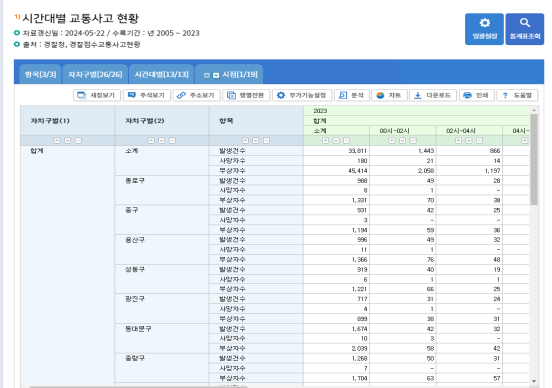 1) 시간대별 교통사고 현황
자료갱신일 : 2024-05-22 / 수록기간 : 년 2005 ~ 2023
출처 : 경찰청, 경찰접수교통사고현황
일괄설정 통계표조회
항목[3/3] 자치구별[26/26] 시간대별[13/13] 시점[1/19]
새창보기 주석보기 주소보기 행렬전환 부가기능설정 분석 차트 다운로드 인쇄 도움말
자치구별(1) 자치구별(2) 항목 2023
합계
소계 00시~02시 02시~04시 04시~
합계 소계 발생건수 33,811 1,443 866
사망자수 180 21 14
부상자수 45,414 2,058 1,197
종로구 발생건수 988 49 28
사망자수 8 1 -
부상자수 1,331 70 38
중구 발생건수 931 42 25
사망자수 3 - -
부상자수 1,194 59 36
용산구 발생건수 996 49 32
사망자수 11 1 -
부상자수 1,366 76 48
성동구 발생건수 919 40 19
사망자수 6 1 1
부상자수 1,221 66 25
광진구 발생건수 717 31 24
사망자수 4 1 -
부상자수 899 38 31
동대문구 발생건수 1,674 42 32
사망자수 10 3 -
부상자수 2,039 58 42
중랑구 발생건수 1,268 50 31
사망자수 7 - -
부상자수 1,704 63 57